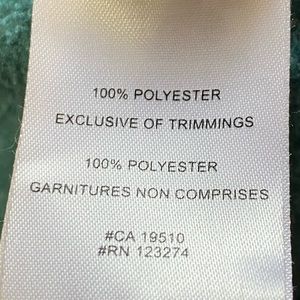 100% POLYESTER
EXCLUSIVE OF TRIMMINGS
100% POLYESTER
GARNITURES NON COMPRISES
#CA 19510
#RN 123274